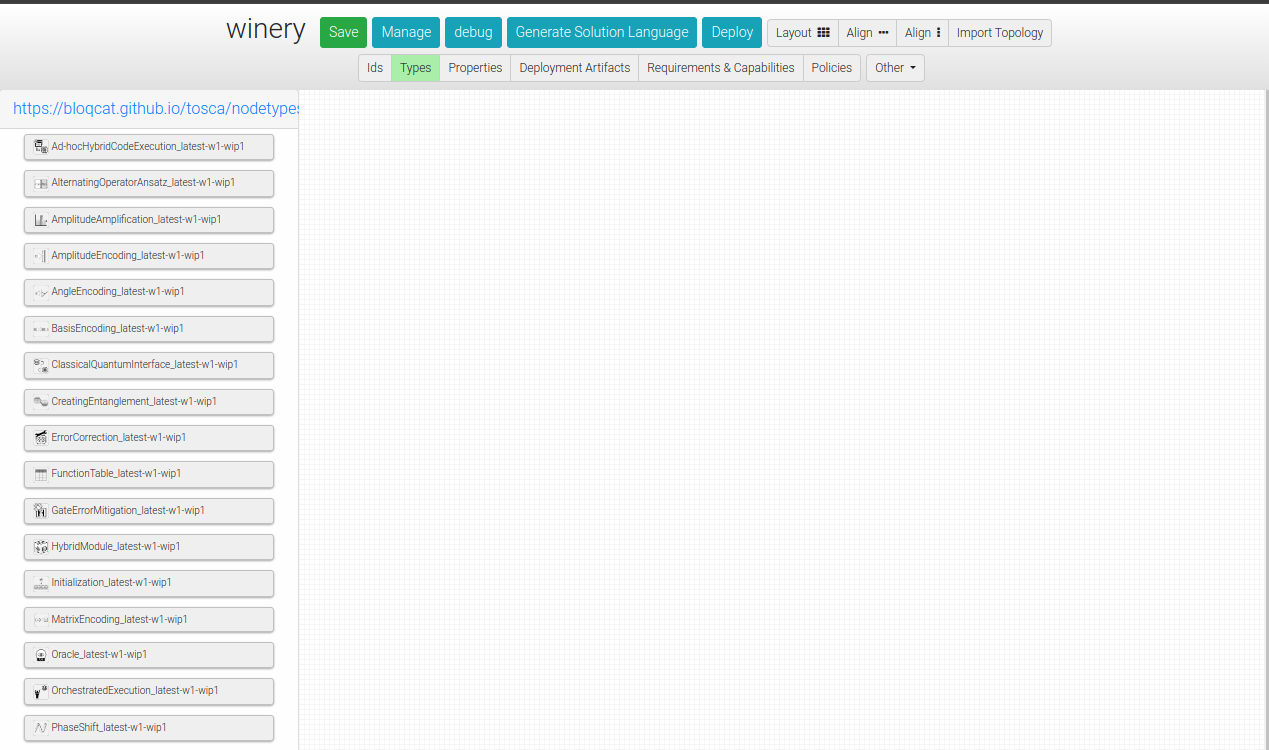 winery Save Manage debug Generate Solution Language Deploy Layout Align Align Import Topology
Ids Types Properties Deployment Artifacts Requirements & Capabilities Policies Other
https://bloqcat.github.io/tosca/nodetypes
Ad-hocHybridCodeExecution_latest-w1-wip1
AlternatingOperatorAnsatz_latest-w1-wip1
AmplitudeAmplification_latest-w1-wip1
AmplitudeEncoding_latest-w1-wip1
AngleEncoding_latest-w1-wip1
BasisEncoding_latest-w1-wip1
ClassicalQuantumInterface_latest-w1-wip1
CreatingEntanglement_latest-w1-wip1
ErrorCorrection_latest-w1-wip1
FunctionTable_latest-w1-wip1
GateErrorMitigation_latest-w1-wip1
HybridModule_latest-w1-wip1
Initialization_latest-w1-wip1
MatrixEncoding_latest-w1-wip1
Oracle_latest-w1-wip1
OrchestratedExecution_latest-w1-wip1
PhaseShift_latest-w1-wip1